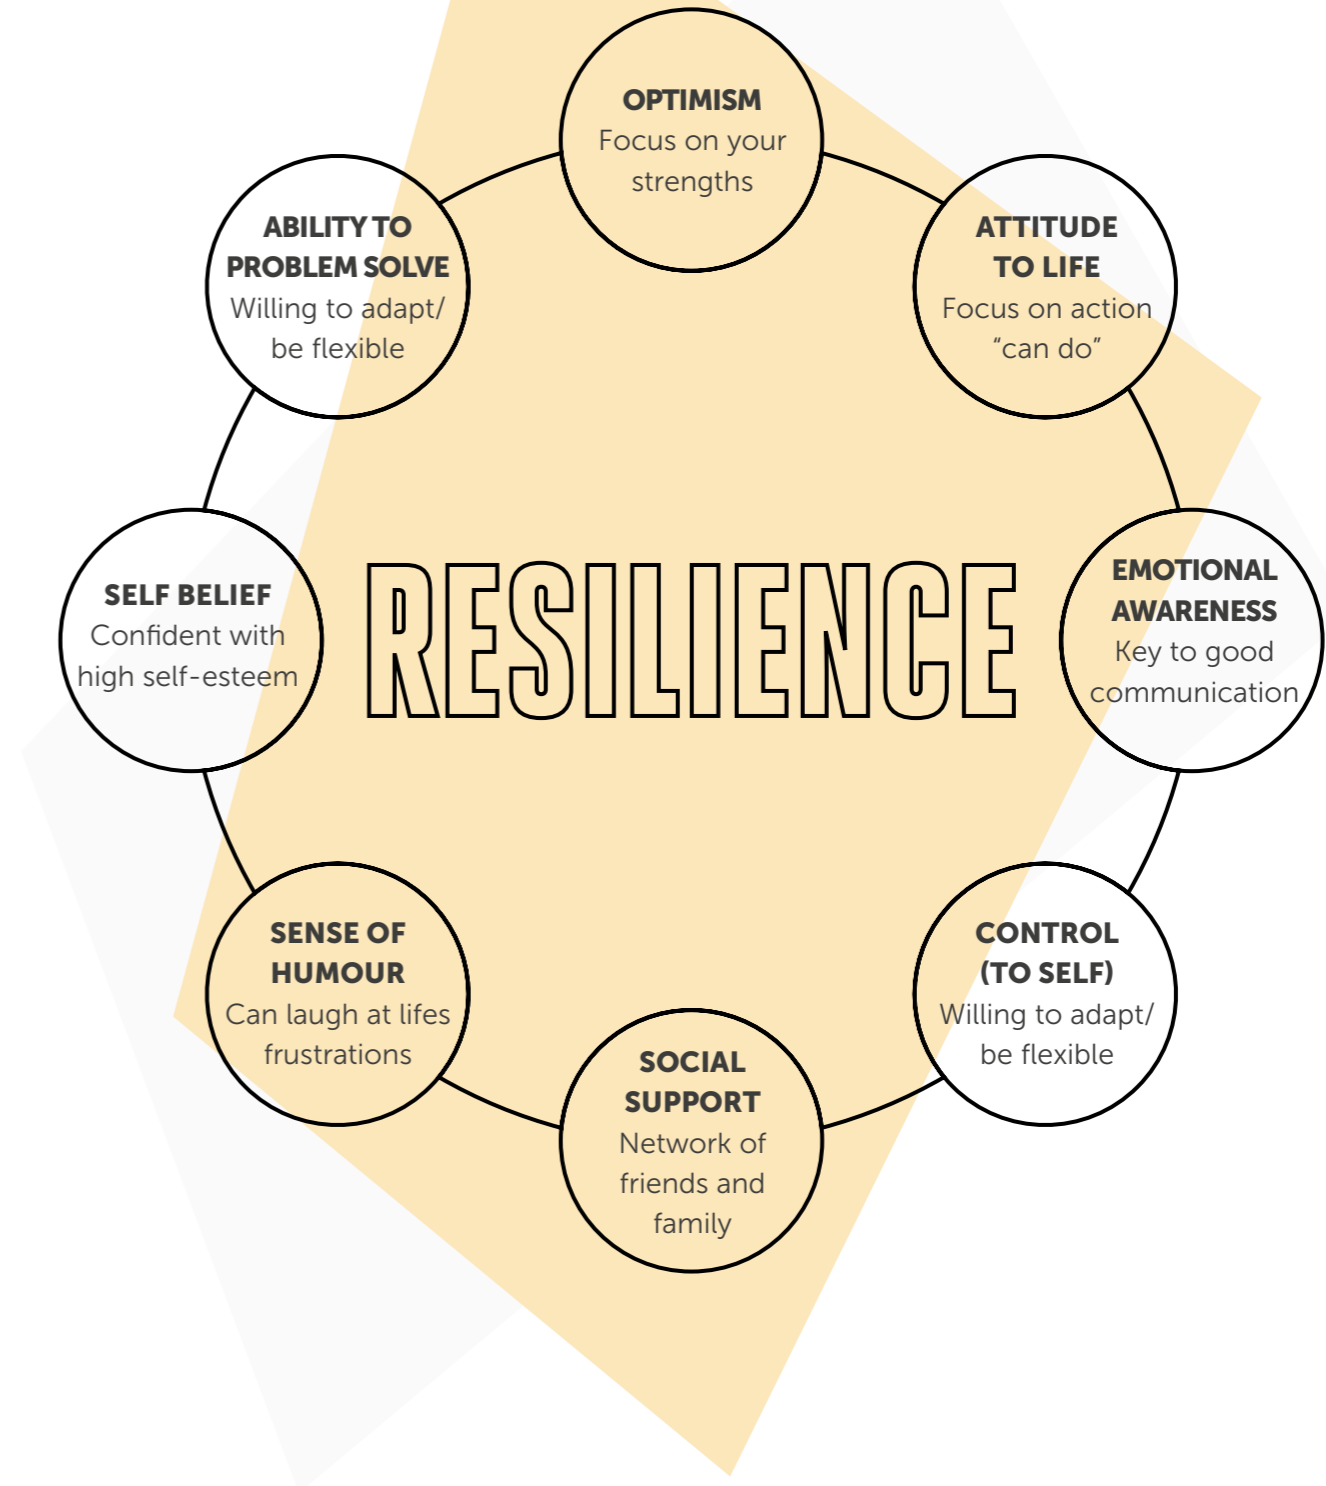 OPTIMISM
Focus on your
strengths
ATTITUDE
TO LIFE
Focus on action
“can do”
EMOTIONAL
AWARENESS
Key to good
communication
CONTROL
(TO SELF)
Willing to adapt/
be flexible
SOCIAL
SUPPORT
Network of
friends and
family
SENSE OF
HUMOUR
Can laugh at lifes
frustrations
SELF BELIEF
Confident with
high self-esteem
ABILITY TO
PROBLEM SOLVE
Willing to adapt/
be flexible
RESILIENCE